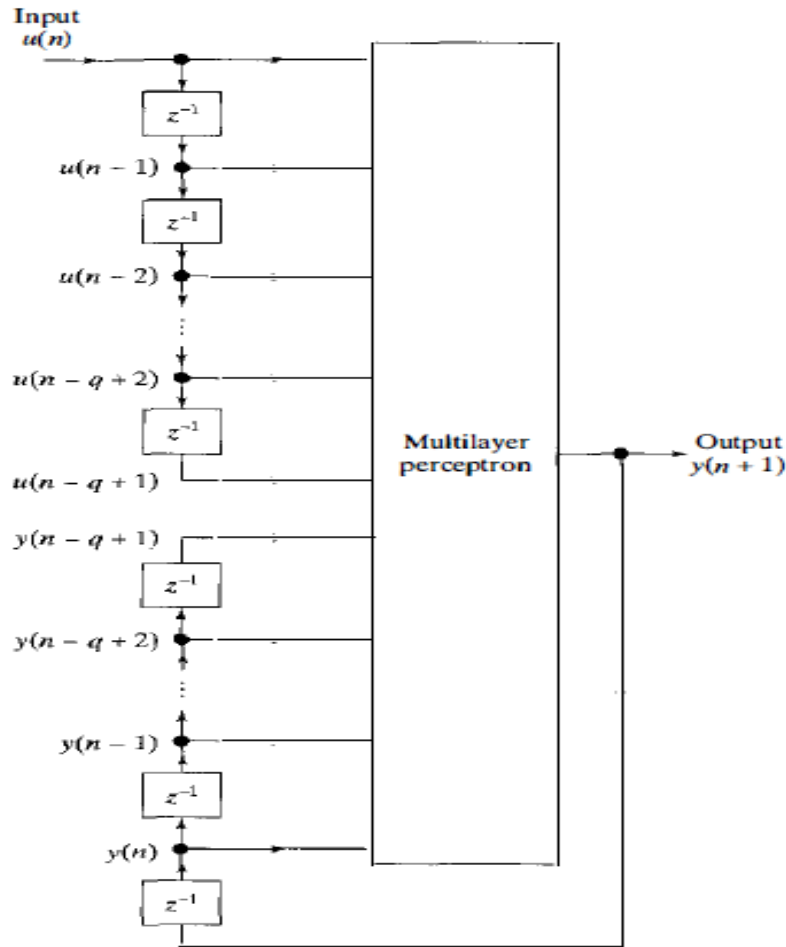 Input
u(n)
z⁻¹
u(n − 1)
z⁻¹
u(n − 2)
⋮
u(n − q + 2)
z⁻¹
u(n − q + 1)
Multilayer
perceptron
Output
y(n + 1)
y(n − q + 1)
z⁻¹
y(n − q + 2)
⋮
y(n − 1)
z⁻¹
y(n)
z⁻¹